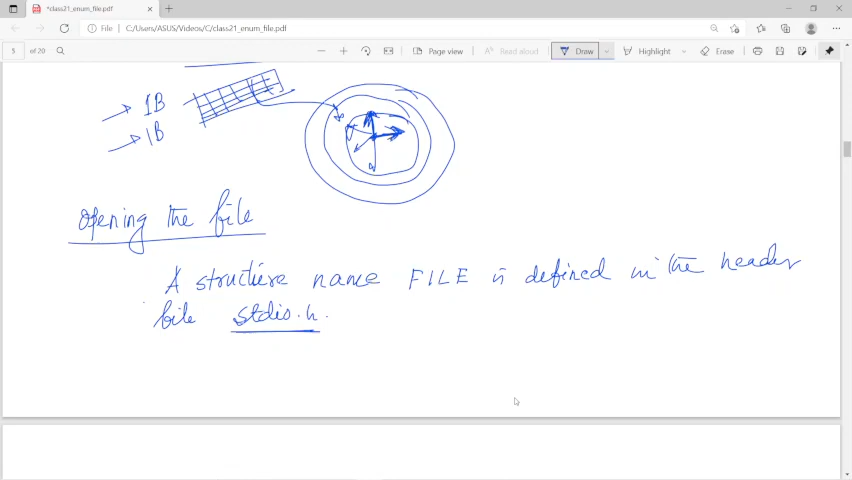 *class21_enum_file.pdf
File | C:/Users/ASUS/Videos/C/class21_enum_file.pdf
5 of 20 Page view Read aloud Draw Highlight Erase
→ 1B
→ 1B
Opening the file
A structure name FILE is defined in the header
file stdio.h.